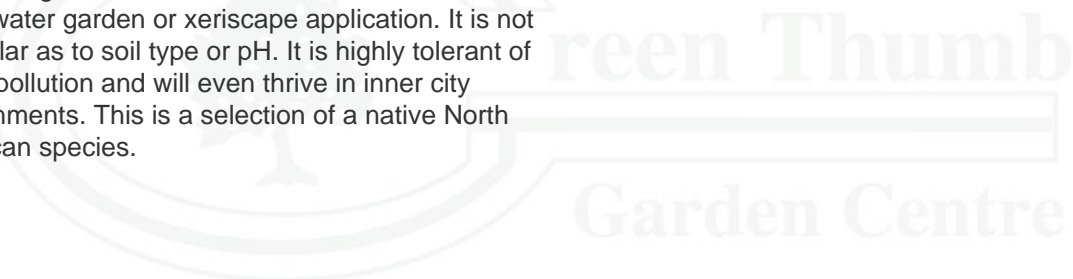 water garden or xeriscape application. It is not
lar as to soil type or pH. It is highly tolerant of
pollution and will even thrive in inner city
nments. This is a selection of a native North
can species.
reen Thumb
Garden Centre